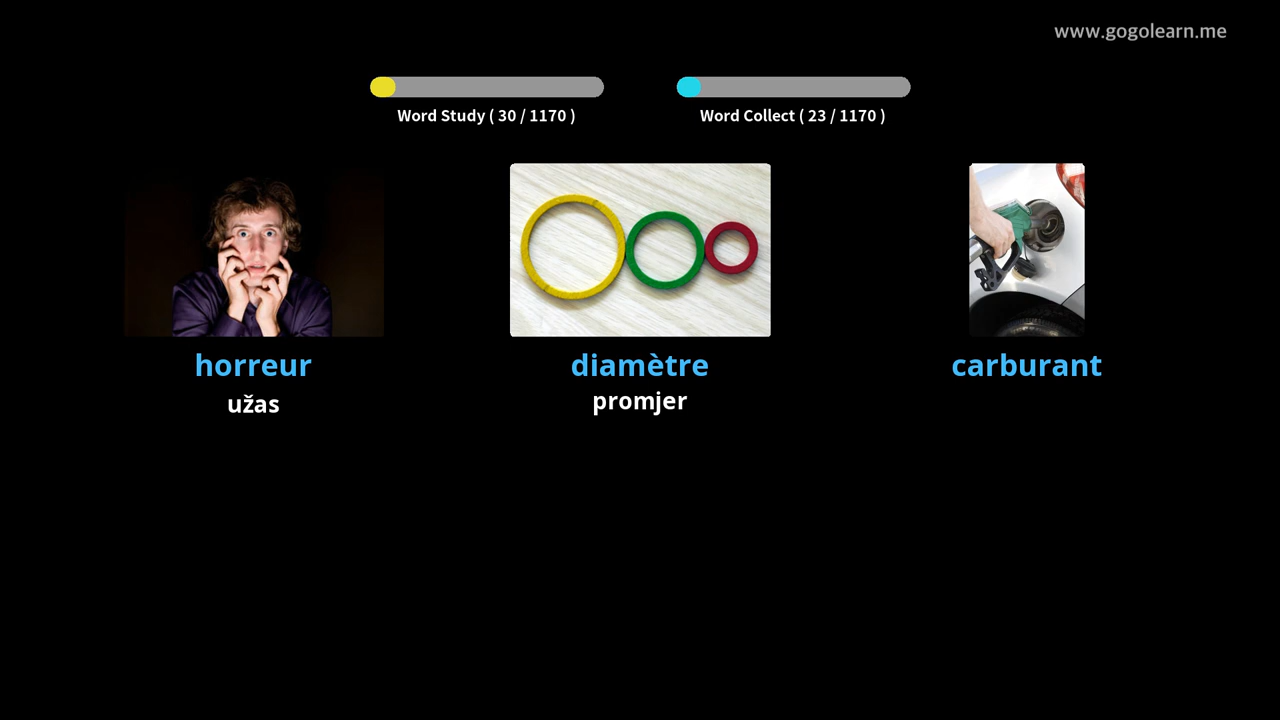 www.gogolearn.me
Word Study ( 30 / 1170 )
Word Collect ( 23 / 1170 )
horreur
diamètre
carburant
užas
promjer